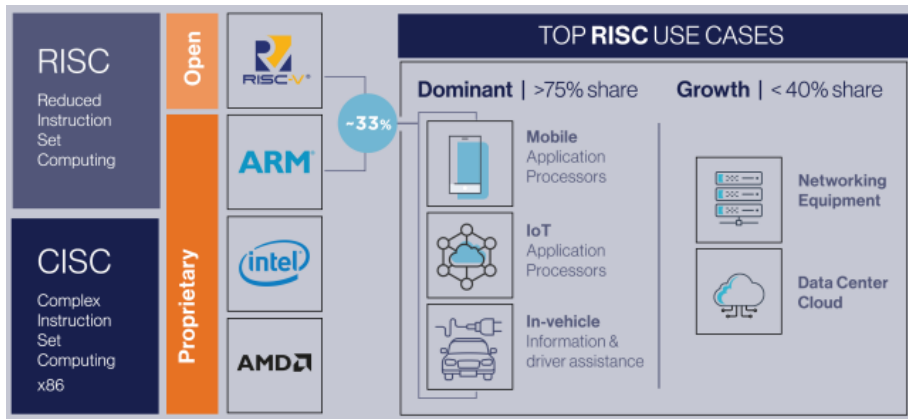 RISC
Reduced
Instruction
Set
Computing
CISC
Complex
Instruction
Set
Computing
x86
Open
Proprietary
RISC-V®
ARM®
intel®
AMD
~33%
TOP RISC USE CASES
Dominant | >75% share
Mobile
Application
Processors
IoT
Application
Processors
In-vehicle
Information &
driver assistance
Growth | < 40% share
Networking
Equipment
Data Center
Cloud